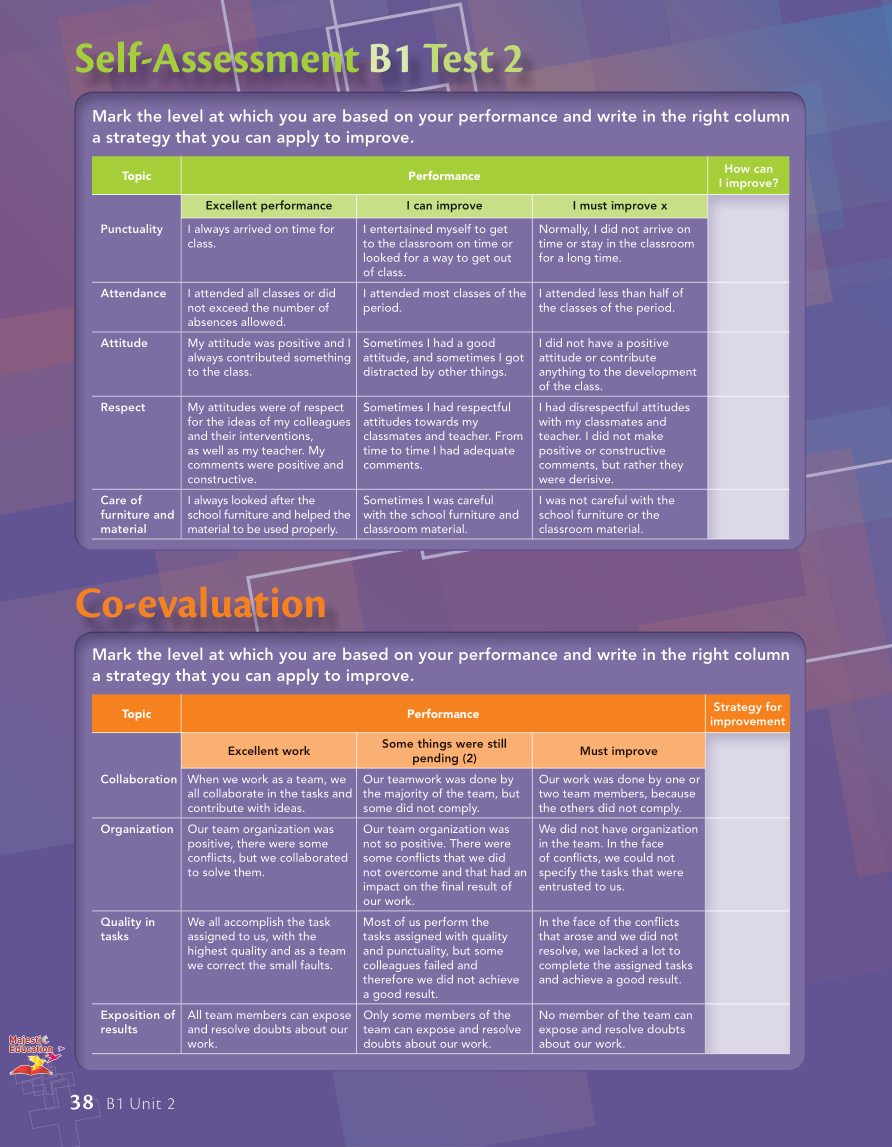 Self-Assessment B1 Test 2
Mark the level at which you are based on your performance and write in the right column
a strategy that you can apply to improve.
Topic
Performance
How can
I improve?
Excellent performance
I can improve
I must improve x
Punctuality
I always arrived on time for
class.
I entertained myself to get
to the classroom on time or
looked for a way to get out
of class.
Normally, I did not arrive on
time or stay in the classroom
for a long time.
Attendance
I attended all classes or did
not exceed the number of
absences allowed.
I attended most classes of the
period.
I attended less than half of
the classes of the period.
Attitude
My attitude was positive and I
always contributed something
to the class.
Sometimes I had a good
attitude, and sometimes I got
distracted by other things.
I did not have a positive
attitude or contribute
anything to the development
of the class.
Respect
My attitudes were of respect
for the ideas of my colleagues
and their interventions,
as well as my teacher. My
comments were positive and
constructive.
Sometimes I had respectful
attitudes towards my
classmates and teacher. From
time to time I had adequate
comments.
I had disrespectful attitudes
with my classmates and
teacher. I did not make
positive or constructive
comments, but rather they
were derisive.
Care of
furniture and
material
I always looked after the
school furniture and helped the
material to be used properly.
Sometimes I was careful
with the school furniture and
classroom material.
I was not careful with the
school furniture or the
classroom material.
Co-evaluation
Mark the level at which you are based on your performance and write in the right column
a strategy that you can apply to improve.
Topic
Performance
Strategy for
improvement
Excellent work
Some things were still
pending (2)
Must improve
Collaboration
When we work as a team, we
all collaborate in the tasks and
contribute with ideas.
Our teamwork was done by
the majority of the team, but
some did not comply.
Our work was done by one or
two team members, because
the others did not comply.
Organization
Our team organization was
positive, there were some
conflicts, but we collaborated
to solve them.
Our team organization was
not so positive. There were
some conflicts that we did
not overcome and that had an
impact on the final result of
our work.
We did not have organization
in the team. In the face
of conflicts, we could not
specify the tasks that were
entrusted to us.
Quality in
tasks
We all accomplish the task
assigned to us, with the
highest quality and as a team
we correct the small faults.
Most of us perform the
tasks assigned with quality
and punctuality, but some
colleagues failed and
therefore we did not achieve
a good result.
In the face of the conflicts
that arose and we did not
resolve, we lacked a lot to
complete the assigned tasks
and achieve a good result.
Exposition of
results
All team members can expose
and resolve doubts about our
work.
Only some members of the
team can expose and resolve
doubts about our work.
No member of the team can
expose and resolve doubts
about our work.
Majestic
Education
38 B1 Unit 2